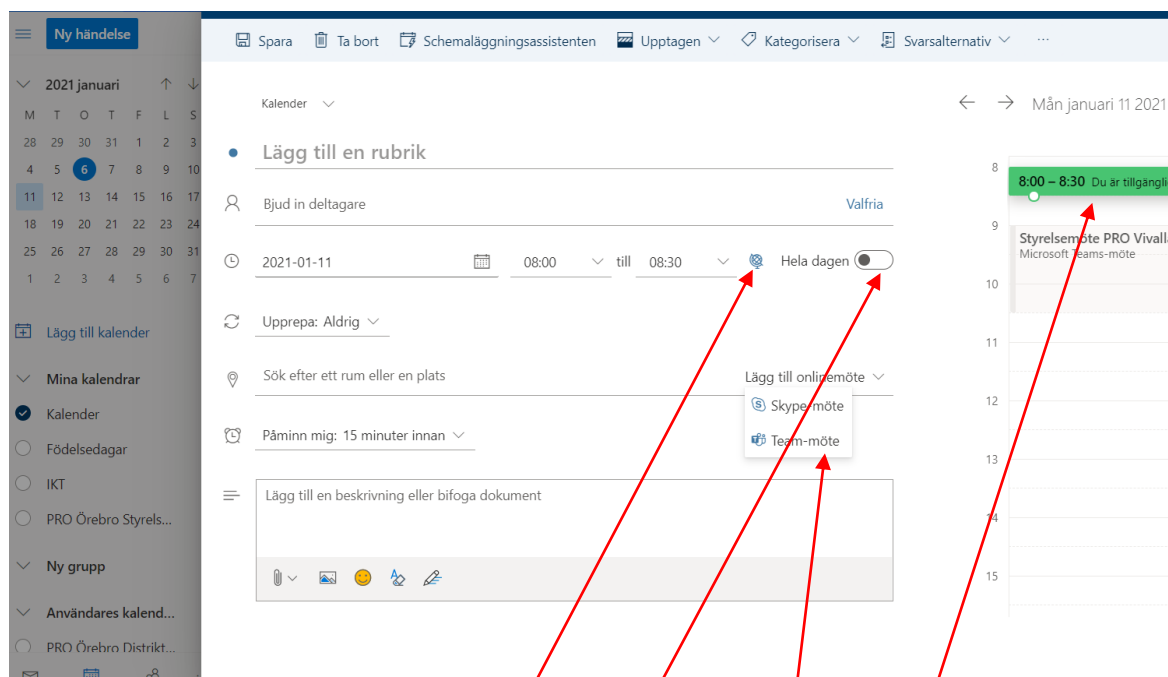 Ny händelse
Spara Ta bort Schemaläggningsassistenten Upptagen Kategorisera Svarsalternativ ...
2021 januari
M T O T F L S
28 29 30 31 1 2 3
4 5 6 7 8 9 10
11 12 13 14 15 16 17
18 19 20 21 22 23 24
25 26 27 28 29 30 31
1 2 3 4 5 6 7
Lägg till kalender
Mina kalendrar
Kalender
Födelsedagar
IKT
PRO Örebro Styrels...
Ny grupp
Användares kalend...
PRO Örebro Distrikt...
Kalender
Lägg till en rubrik
Bjud in deltagare Valfria
2021-01-11 08:00 till 08:30 Hela dagen
Upprepa: Aldrig
Sök efter ett rum eller en plats Lägg till onlinemöte
Skype-möte
Team-möte
Påminn mig: 15 minuter innan
Lägg till en beskrivning eller bifoga dokument
Mån januari 11 2021
8
8:00 – 8:30 Du är
9
Styrelsemöte PRO
Microsoft Teams-möte
10
11
12
13
14
15